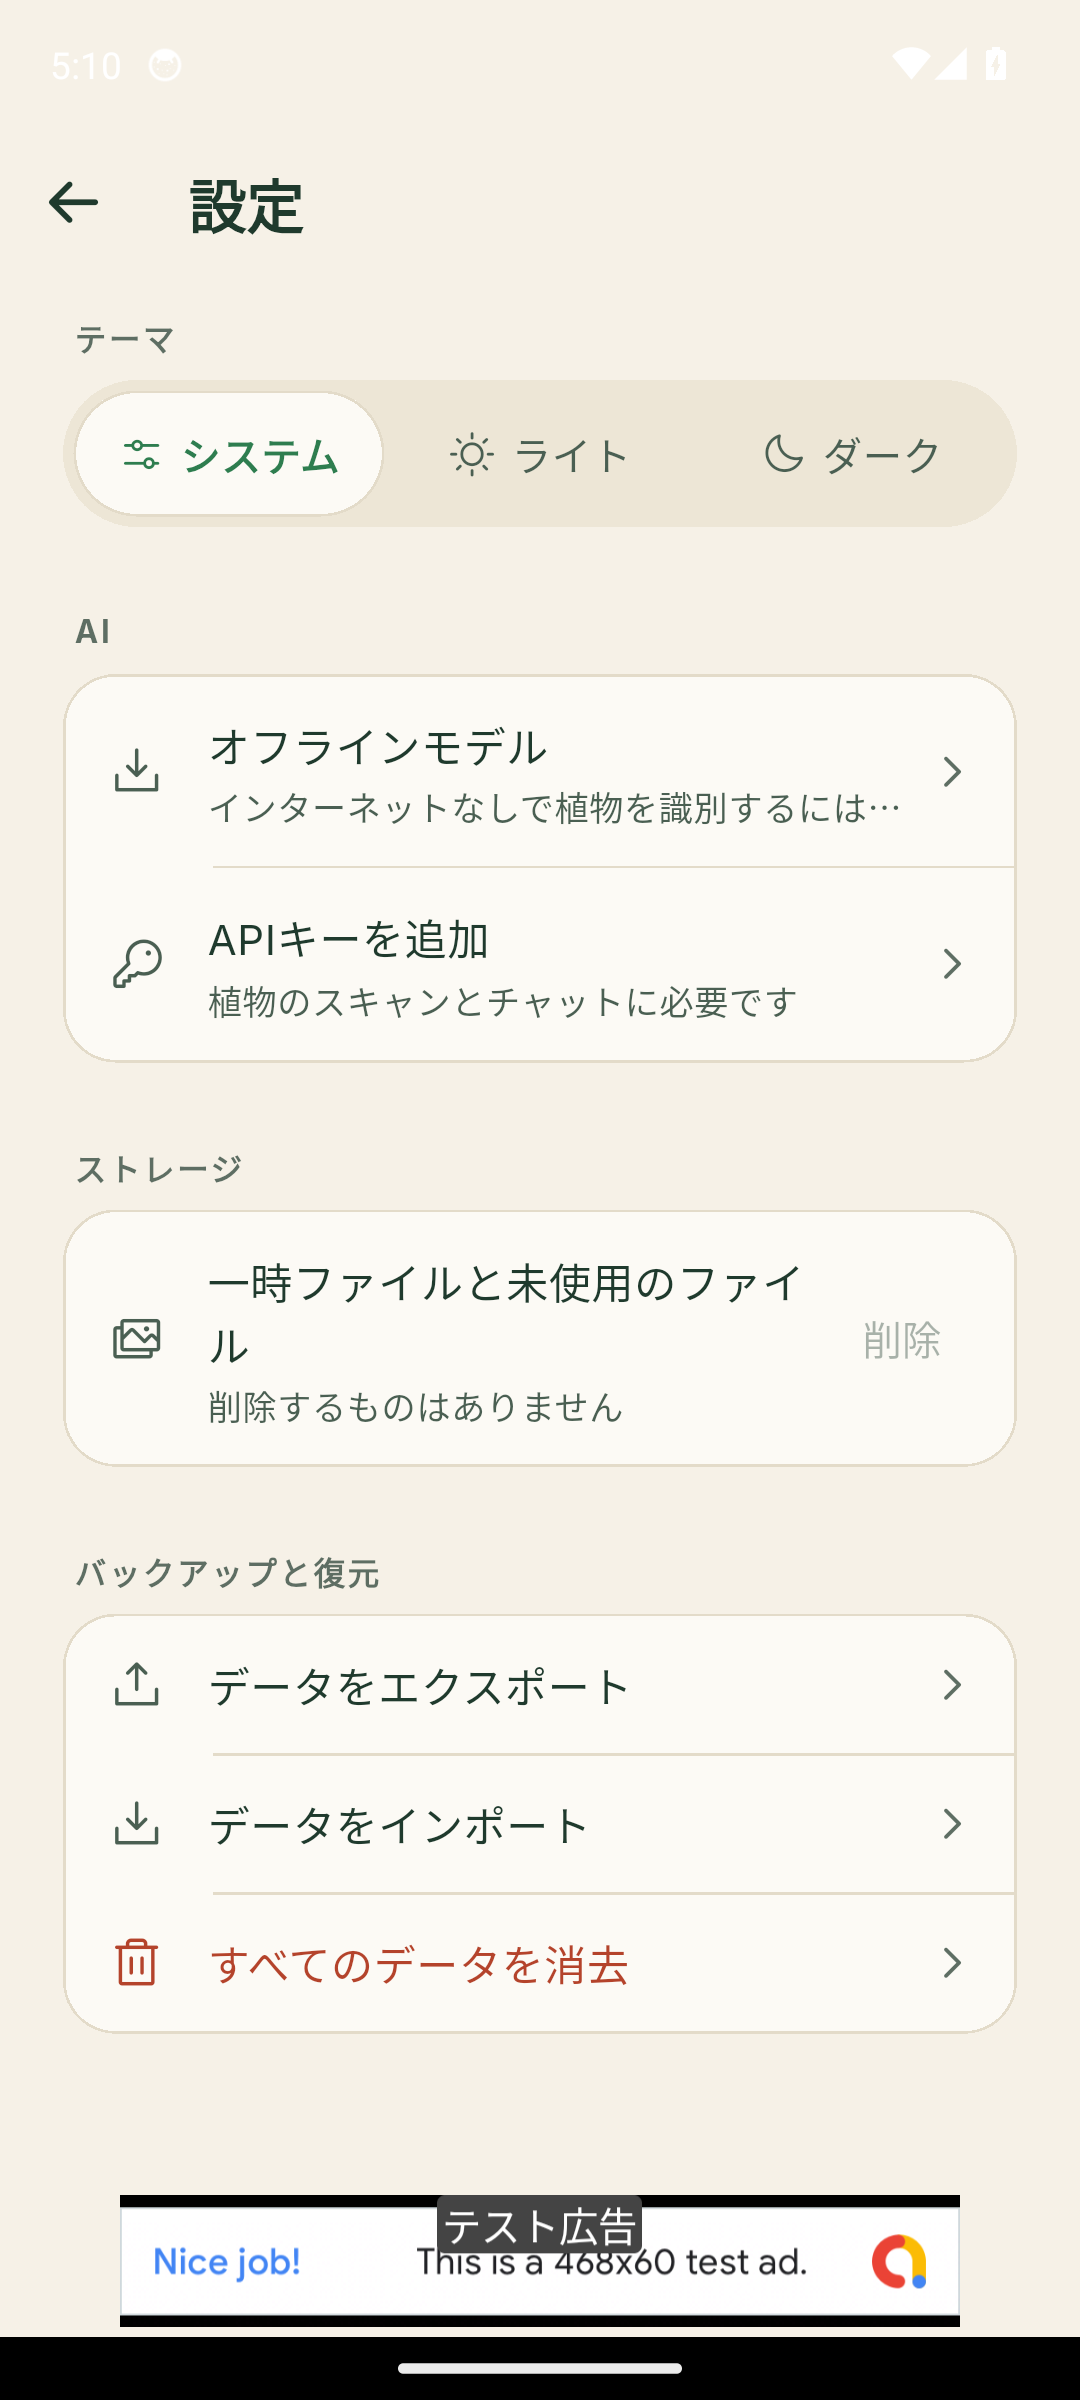 5:10
設定
テーマ
システム
ライト
ダーク
AI
オフラインモデル
インターネットなしで植物を識別するには…
APIキーを追加
植物のスキャンとチャットに必要です
ストレージ
一時ファイルと未使用のファイ
ル
削除
削除するものはありません
バックアップと復元
データをエクスポート
データをインポート
すべてのデータを消去
テスト広告
Nice job!
This is a 468x60 test ad.